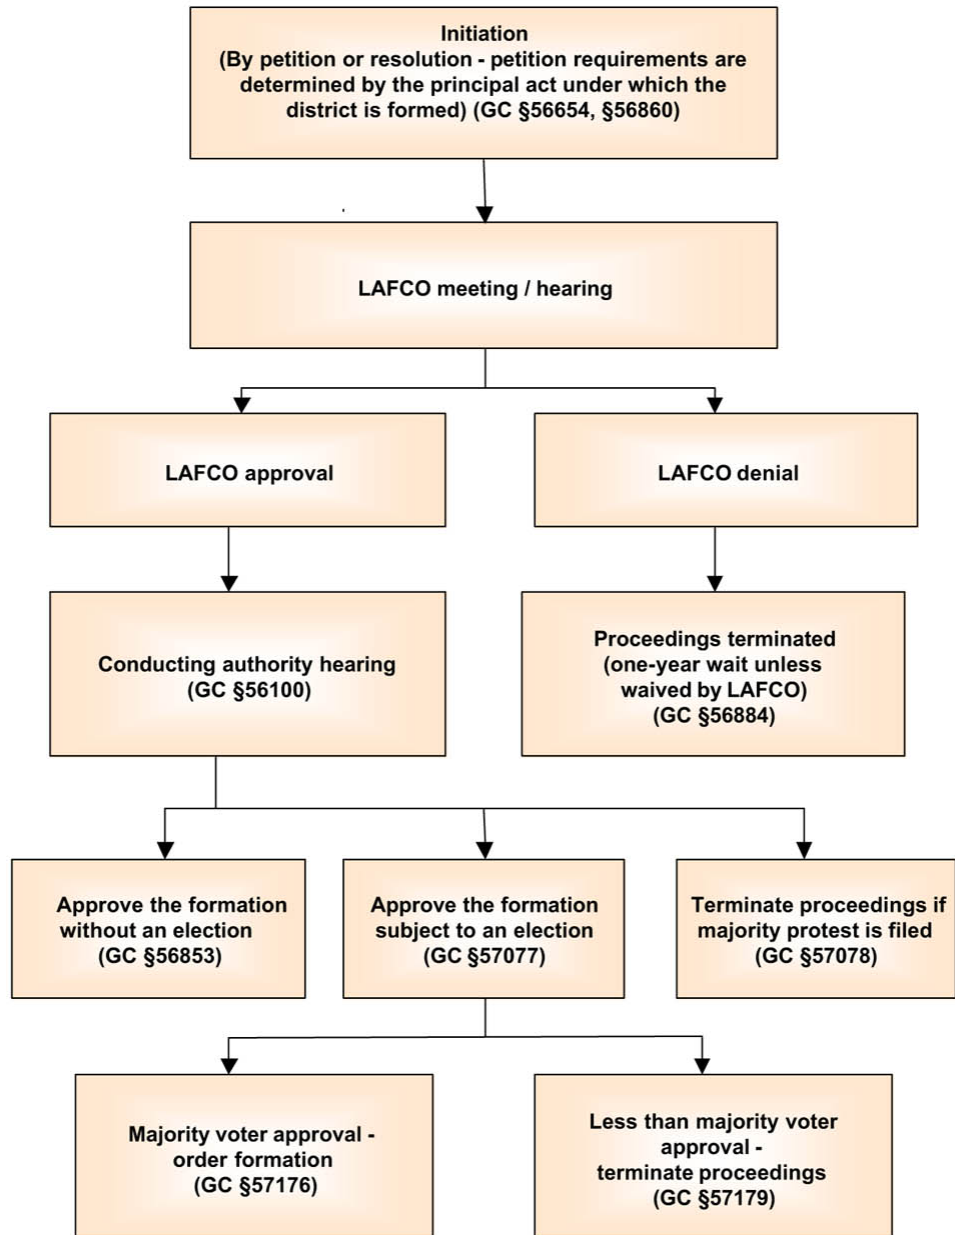 Initiation
(By petition or resolution - petition requirements are
determined by the principal act under which the
district is formed) (GC §56654, §56860)
LAFCO meeting / hearing
LAFCO approval
LAFCO denial
Conducting authority hearing
(GC §56100)
Proceedings terminated
(one-year wait unless
waived by LAFCO)
(GC §56884)
Approve the formation
without an election
(GC §56853)
Approve the formation
subject to an election
(GC §57077)
Terminate proceedings if
majority protest is filed
(GC §57078)
Majority voter approval -
order formation
(GC §57176)
Less than majority voter
approval -
terminate proceedings
(GC §57179)